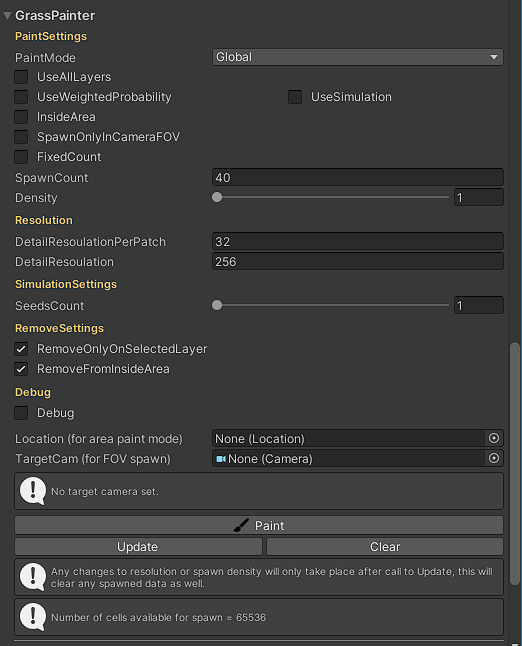 GrassPainter
PaintSettings
PaintMode Global
UseAllLayers
UseWeightedProbability UseSimulation
InsideArea
SpawnOnlyInCameraFOV
FixedCount
SpawnCount 40
Density 1
Resolution
DetailResoulationPerPatch 32
DetailResoulation 256
SimulationSettings
SeedsCount 1
RemoveSettings
RemoveOnlyOnSelectedLayer
RemoveFromInsideArea
Debug
Debug
Location (for area paint mode) None (Location)
TargetCam (for FOV spawn) None (Camera)
No target camera set.
Paint
Update Clear
Any changes to resolution or spawn density will only take place after call to Update, this will
clear any spawned data as well.
Number of cells available for spawn = 65536